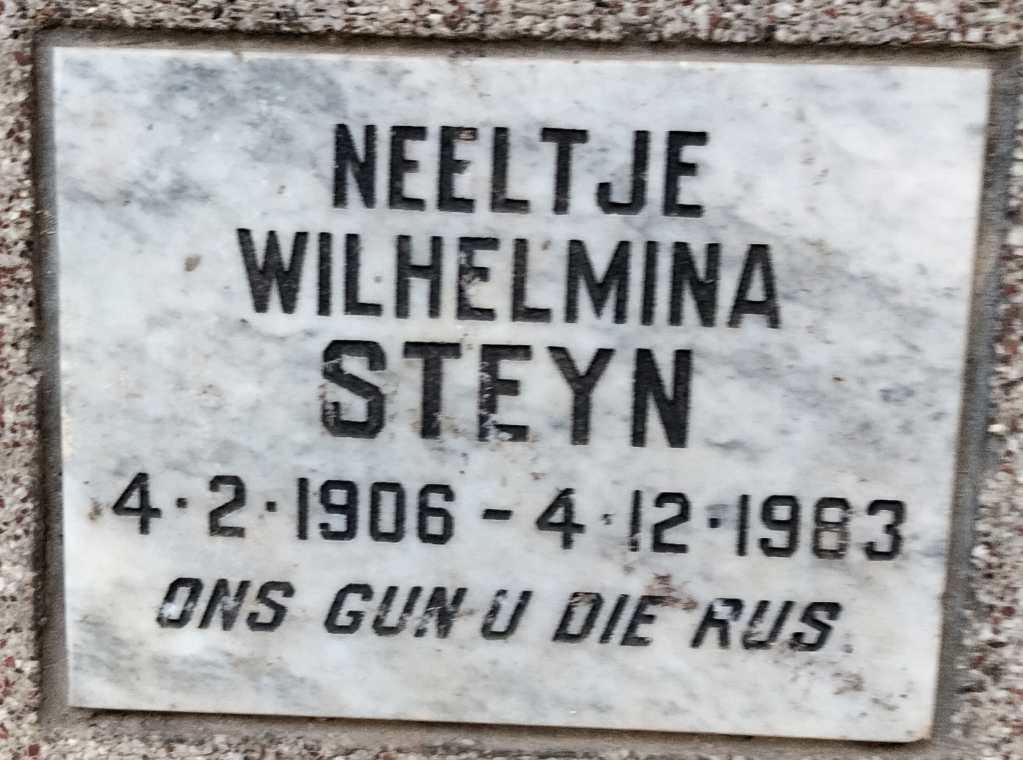 NEELTJE
WILHELMINA
STEYN
4·2·1906 - 4·12·1983
ONS GUN U DIE RUS.